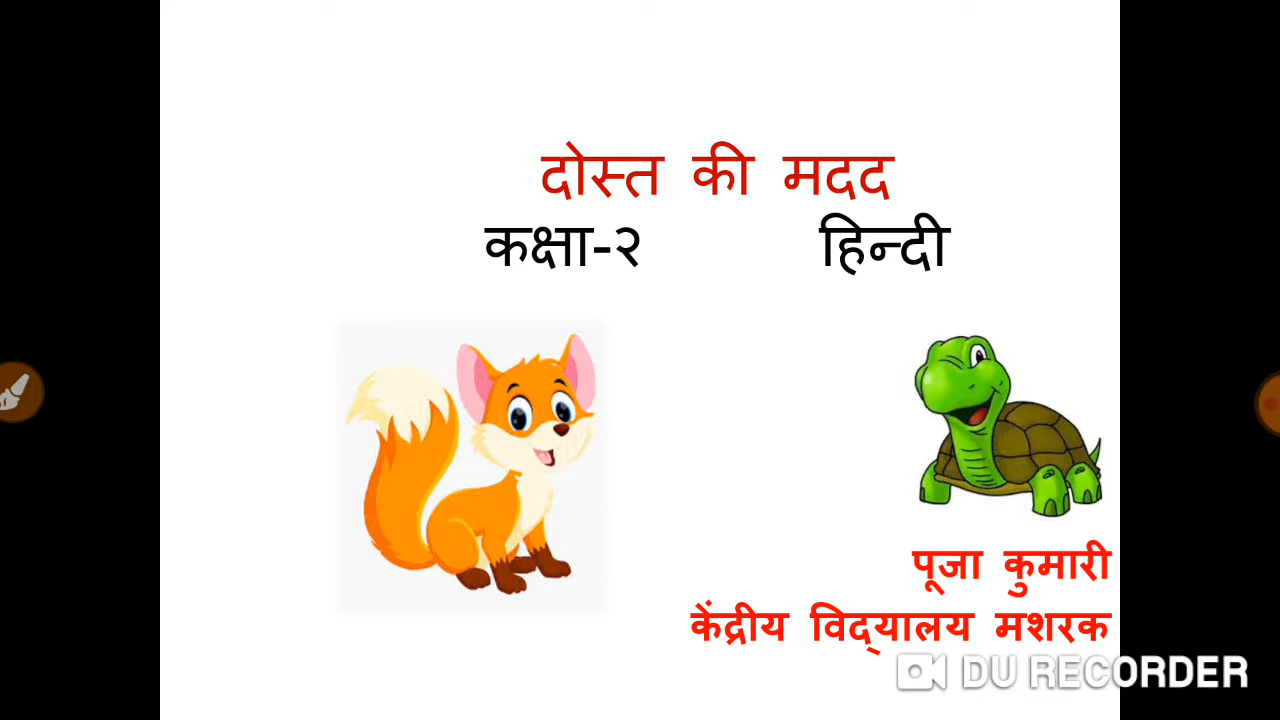 दोस्त की मदद
कक्षा-२ हिन्दी
पूजा कुमारी
केंद्रीय विद्‌यालय मशरक
DU RECORDER